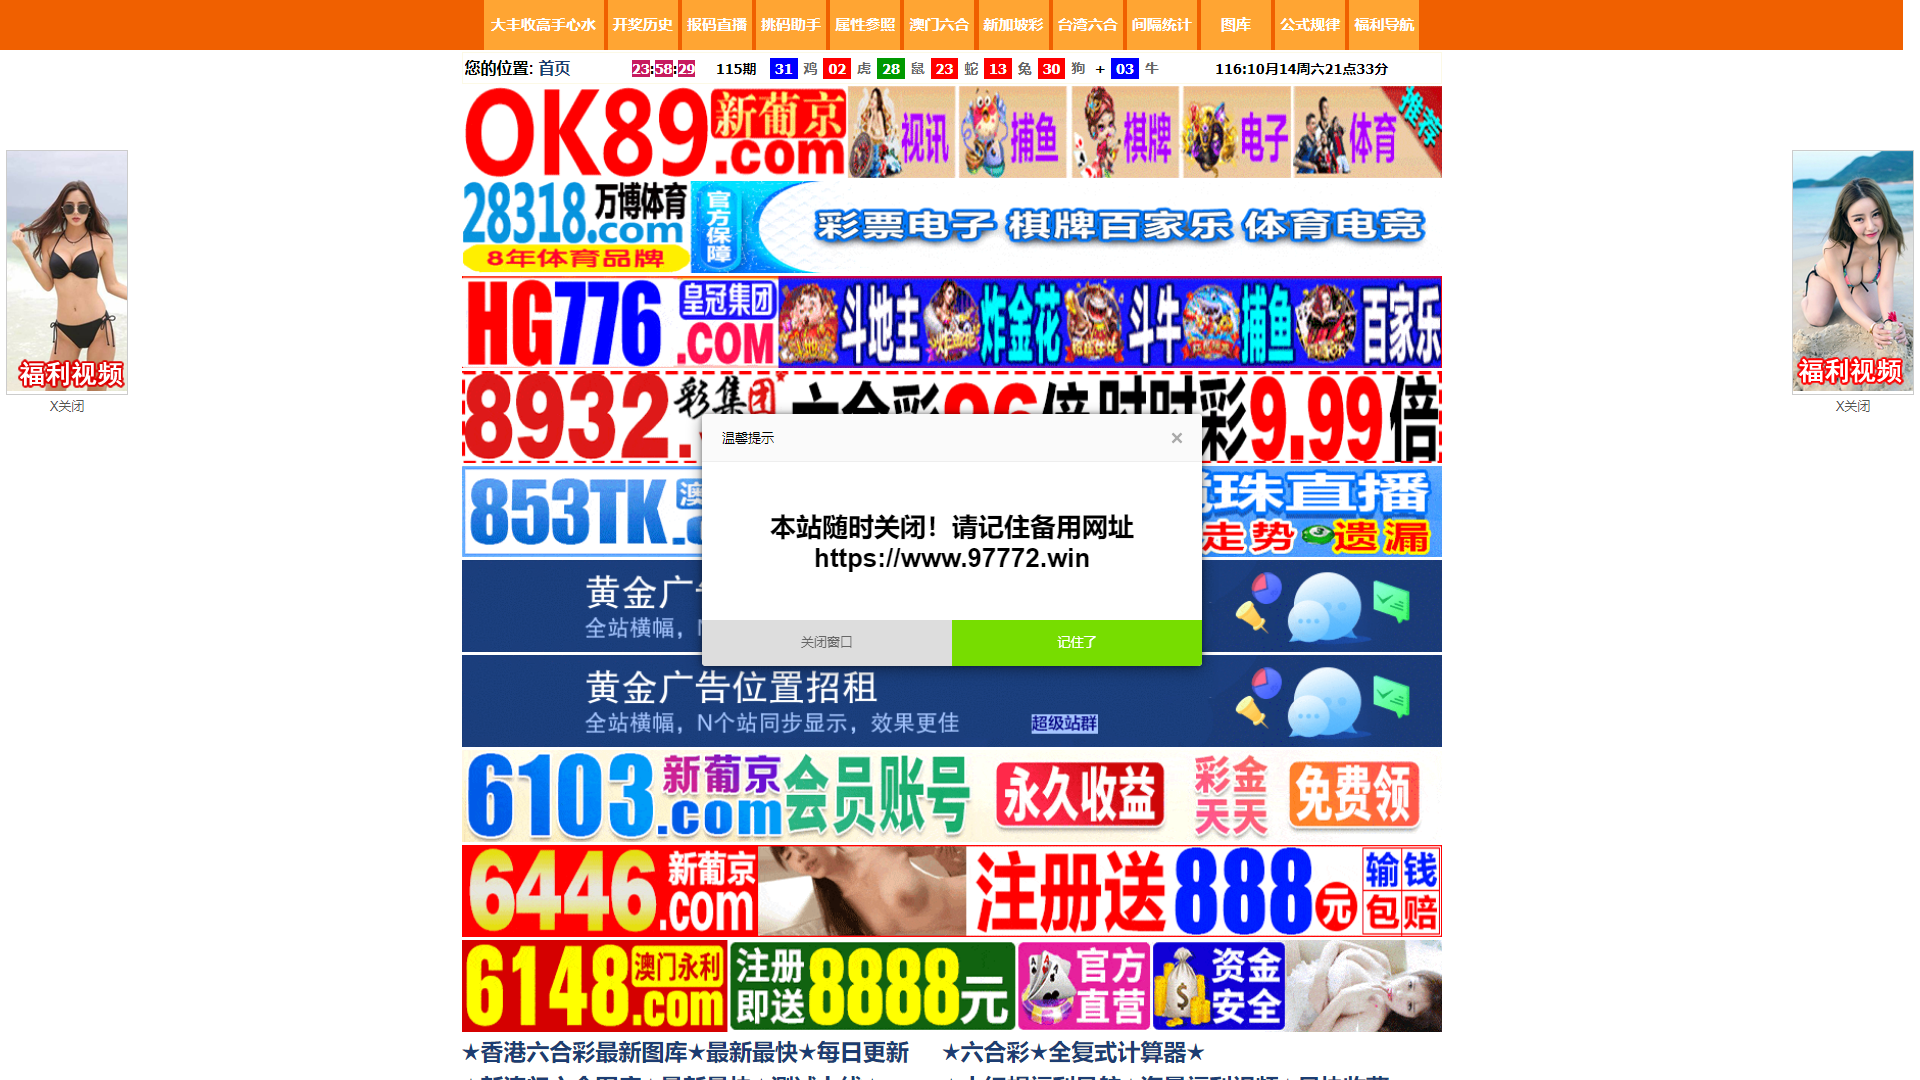 大丰收高手心水 开奖历史 报码直播 挑码助手 属性参照 澳门六合 新加坡彩 台湾六合 间隔统计 图库 公式规律 福利导航
您的位置: 首页 23:58:29 115期 31 鸡 02 虎 28 鼠 23 蛇 13 兔 30 狗 + 03 牛 116:10月14周六21点33分
OK89.com 新葡京 视讯 捕鱼 棋牌 电子 体育 推荐
28318.com 万博体育 8年体育品牌 官方保障 彩票电子 棋牌百家乐 体育电竞
HG776.COM 皇冠集团 斗地主 炸金花 斗牛 捕鱼 百家乐
福利视频
X关闭
福利视频
X关闭
8932. 彩集团 六合彩96倍 时时彩9.99倍
温馨提示 ×
本站随时关闭！请记住备用网址
https://www.97772.win
关闭窗口 记住了
853TK. 珠直播
走势 遗漏
黄金广
全站横幅，
黄金广告位置招租
全站横幅，N个站同步显示，效果更佳 超级站群
6103.com 新葡京 会员账号 永久收益 彩金天天 免费领
6446.com 新葡京 注册送888元 输钱包赔
6148.com 澳门永利 注册即送8888元 官方直营 资金安全
★香港六合彩最新图库★最新最快★每日更新 ★六合彩★全复式计算器★